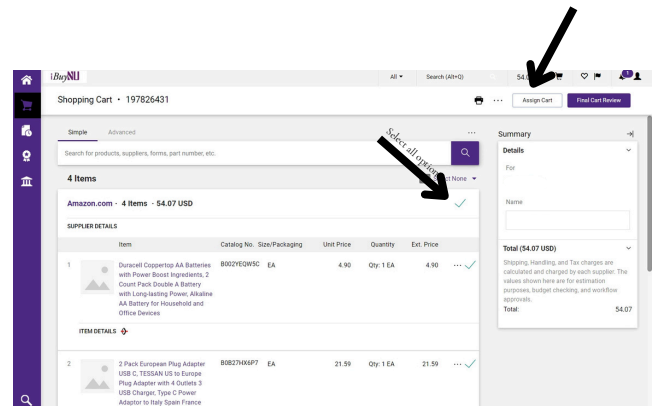 iBuyNU
All
Search (Alt+Q)
54.0
1
Shopping Cart • 197826431
Assign Cart
Final Cart Review
Simple
Advanced
Search for products, suppliers, forms, part number, etc.
Select all options
4 Items
ct None
Amazon.com · 4 Items · 54.07 USD
SUPPLIER DETAILS
Item Catalog No. Size/Packaging Unit Price Quantity Ext. Price
1 Duracell Coppertop AA Batteries B002YEQW5C EA 4.90 Qty: 1 EA 4.90 ...
with Power Boost Ingredients, 2
Count Pack Double A Battery
with Long-lasting Power, Alkaline
AA Battery for Household and
Office Devices
ITEM DETAILS
2 2 Pack European Plug Adapter B0B27HX6P7 EA 21.59 Qty: 1 EA 21.59 ...
USB C, TESSAN US to Europe
Plug Adapter with 4 Outlets 3
USB Charger, Type C Power
Adaptor to Italy Spain France
Summary
Details
For
Name
Total (54.07 USD)
Shipping, Handling, and Tax charges are
calculated and charged by each supplier. The
values shown here are for estimation
purposes, budget checking, and workflow
approvals.
Total: 54.07